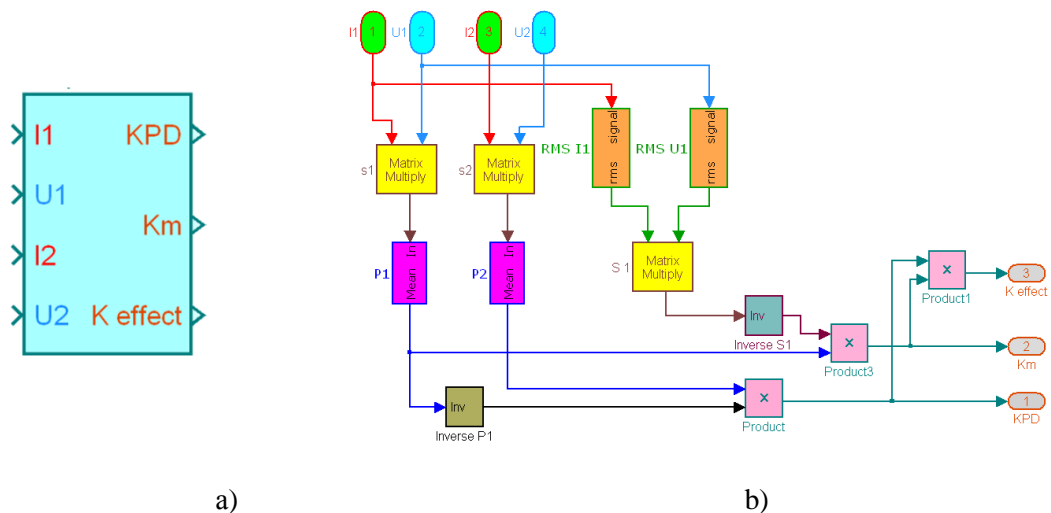 I1
KPD
U1
Km
I2
U2
K effect
a)
I1
1
U1
2
I2
3
U2
4
s1
Matrix
Multiply
s2
Matrix
Multiply
RMS I1
signal
rms
RMS U1
signal
rms
P1
In
Mean
P2
In
Mean
S 1
Matrix
Multiply
×
Product1
3
K effect
Inv
Inverse S1
×
Product3
2
Km
Inv
Inverse P1
×
Product
1
KPD
b)